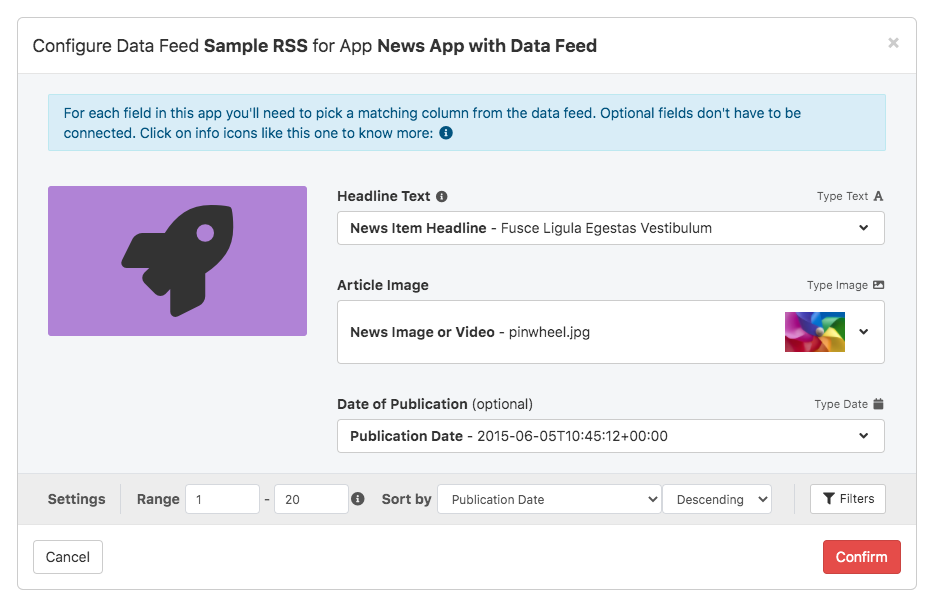 Configure Data Feed Sample RSS for App News App with Data Feed
×
For each field in this app you'll need to pick a matching column from the data feed. Optional fields don't have to be
connected. Click on info icons like this one to know more:
Headline Text
Type Text A
News Item Headline - Fusce Ligula Egestas Vestibulum
Article Image
Type Image
News Image or Video - pinwheel.jpg
Date of Publication (optional)
Type Date
Publication Date - 2015-06-05T10:45:12+00:00
Settings Range 1 - 20 Sort by Publication Date Descending Filters
Cancel Confirm